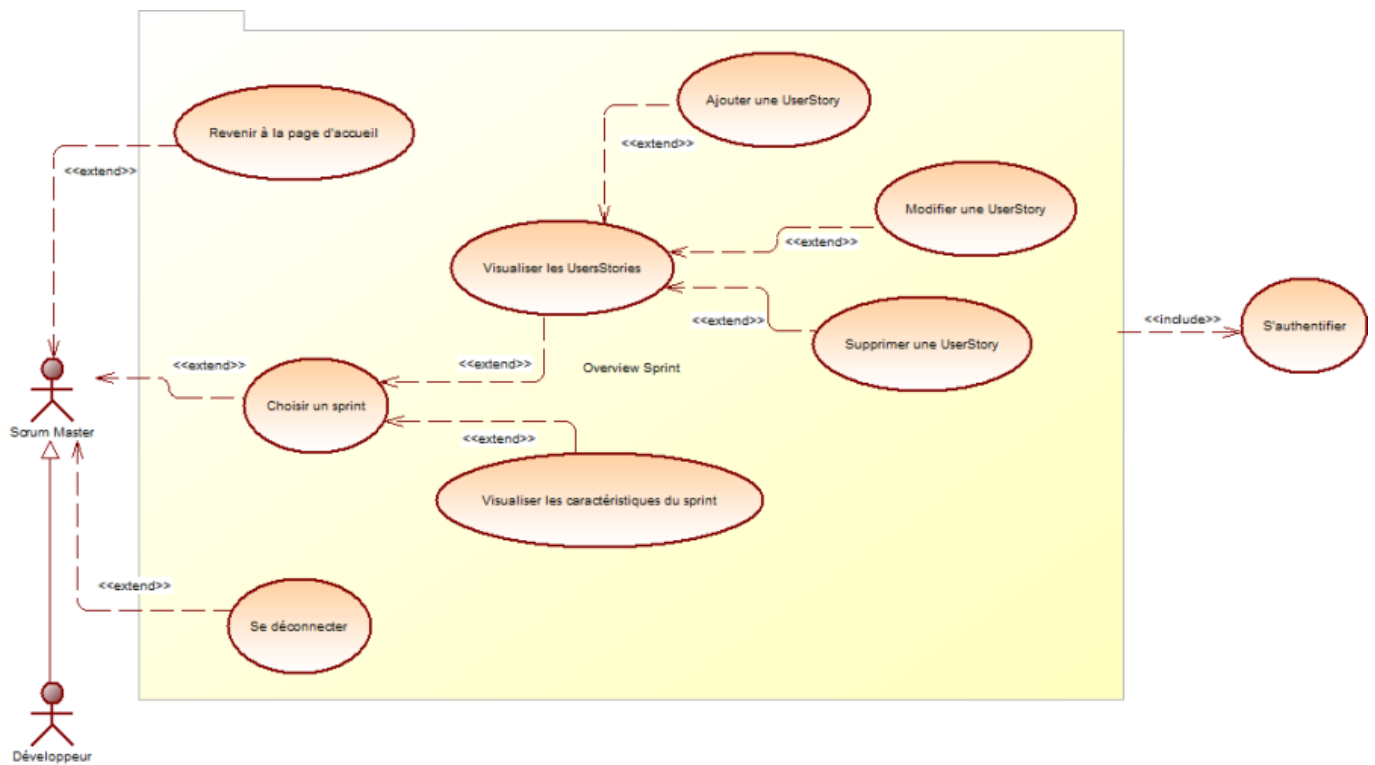 Ajouter une UserStory
Revenir à la page d'accueil
<<extend>>
<<extend>>
Modifier une UserStory
<<extend>>
Visualiser les UsersStories
<<extend>>
Supprimer une UserStory
<<include>>
S'authentifier
<<extend>>
<<extend>>
Overview Sprint
Choisir un sprint
Scrum Master
<<extend>>
Visualiser les caractéristiques du sprint
<<extend>>
Se déconnecter
Développeur